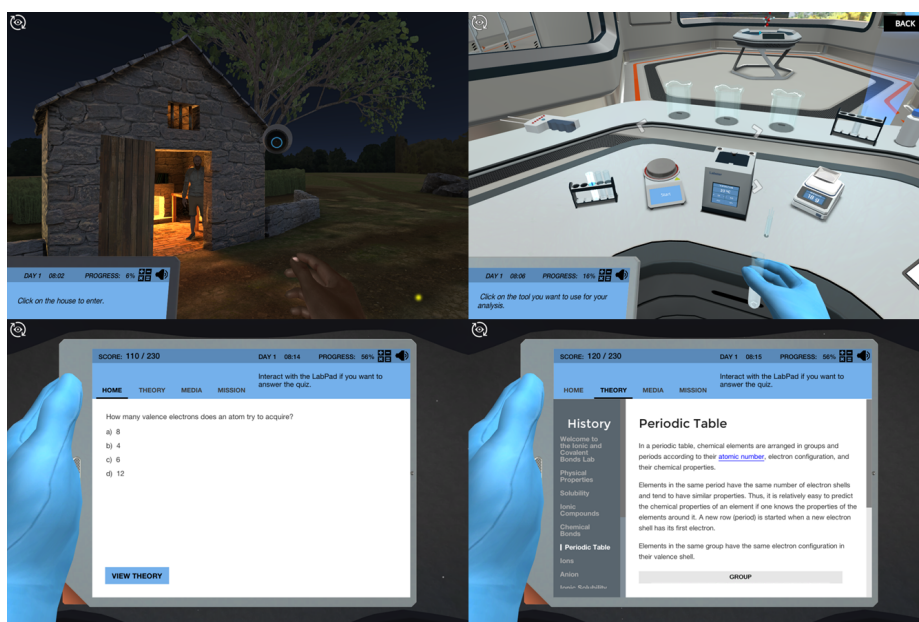 DAY 1 08:02 PROGRESS: 6%
Click on the house to enter.
BACK
DAY 1 08:06 PROGRESS: 16%
Click on the tool you want to use for your
analysis.
SCORE: 110 / 230 DAY 1 08:14 PROGRESS: 56%
HOME THEORY MEDIA MISSION
Interact with the LabPad if you want to
answer the quiz.
How many valence electrons does an atom try to acquire?
a) 8
b) 4
c) 6
d) 12
VIEW THEORY
SCORE: 120 / 230 DAY 1 08:15 PROGRESS: 56%
HOME THEORY MEDIA MISSION
Interact with the LabPad if you want to
answer the quiz.
History
Welcome to
the Ionic and
Covalent
Bonds Lab
Physical
Properties
Solubility
Ionic
Compounds
Chemical
Bonds
Periodic Table
Ions
Anion
Ionic Solubility
Periodic Table
In a periodic table, chemical elements are arranged in groups and
periods according to their atomic number, electron configuration, and
their chemical properties.
Elements in the same period have the same number of electron shells
and tend to have similar properties. Thus, it is relatively easy to predict
the chemical properties of an element if one knows the properties of the
elements around it. A new row (period) is started when a new electron
shell has its first electron.
Elements in the same group have the same electron configuration in
their valence shell.
GROUP